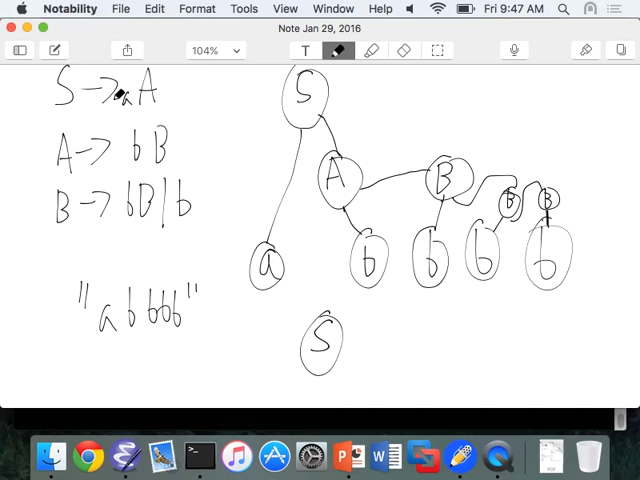 Notability File Edit Format View Window Help Fri 9:47 AM
Note Jan 29, 2016
104% T
S → aA
A → bB
B → bB | b
S
A B B B
a b b b b
"abbbb"
S
PDF